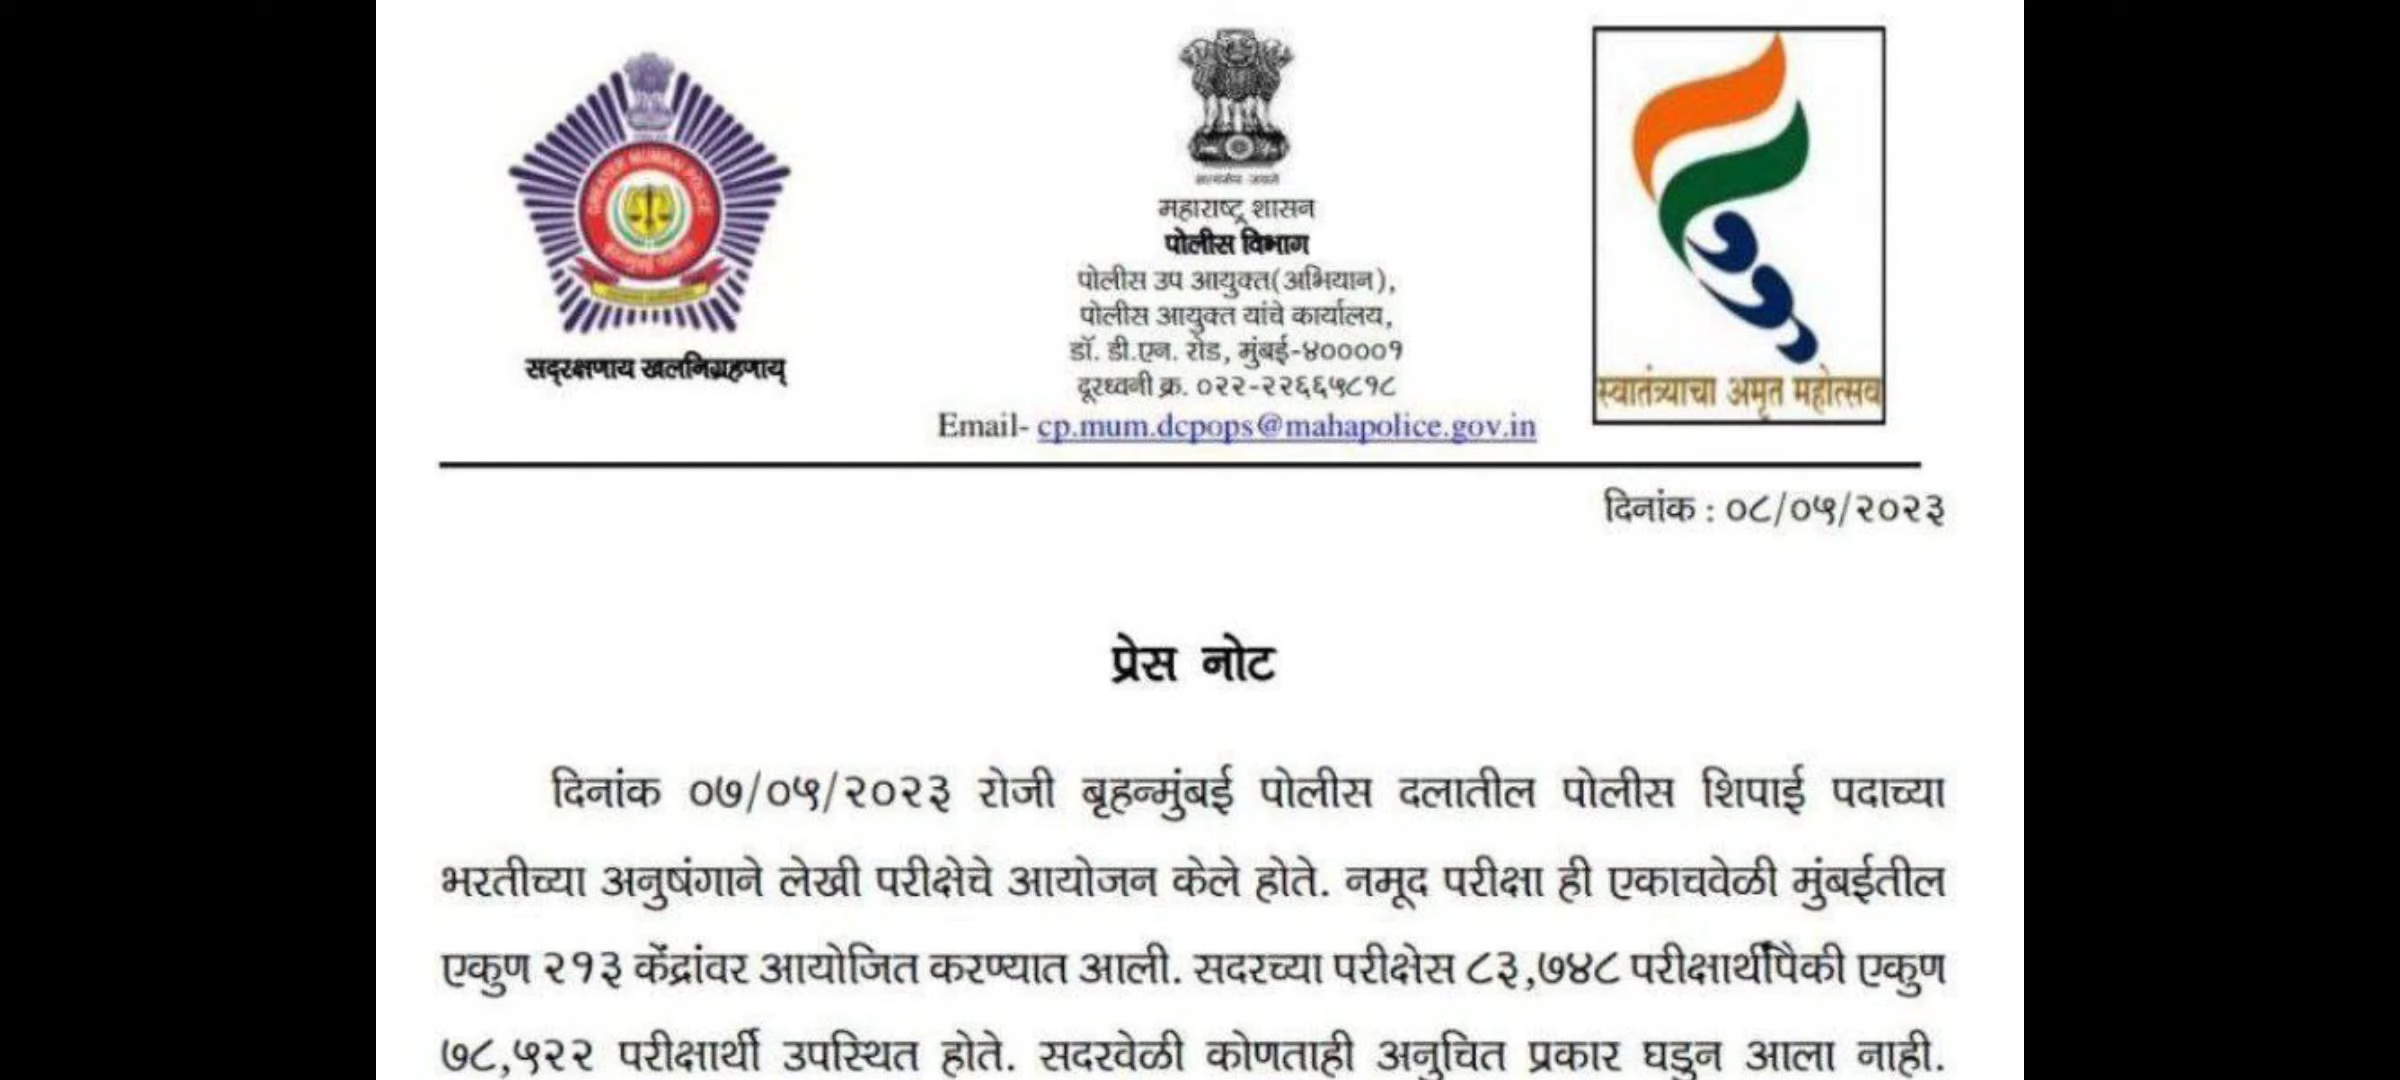 GREATER MUMBAI POLICE
सद्रक्षणाय खलनिग्रहणाय्
महाराष्ट्र शासन
पोलीस विभाग
पोलीस उप आयुक्त(अभियान),
पोलीस आयुक्त यांचे कार्यालय,
डॉ. डी.एन. रोड, मुंबई-४००००१
दूरध्वनी क्र. ०२२-२२६६५८१८
Email- cp.mum.dcpops@mahapolice.gov.in
स्वातंत्र्याचा अमृत महोत्सव
दिनांक : ०८/०५/२०२३
प्रेस नोट
दिनांक ०७/०५/२०२३ रोजी बृहन्मुंबई पोलीस दलातील पोलीस शिपाई पदाच्या
भरतीच्या अनुषंगाने लेखी परीक्षेचे आयोजन केले होते. नमूद परीक्षा ही एकाचवेळी मुंबईतील
एकुण २१३ केंद्रांवर आयोजित करण्यात आली. सदरच्या परीक्षेस ८३,७४८ परीक्षार्थींपैकी एकुण
७८,५२२ परीक्षार्थी उपस्थित होते. सदरवेळी कोणताही अनुचित प्रकार घडुन आला नाही.